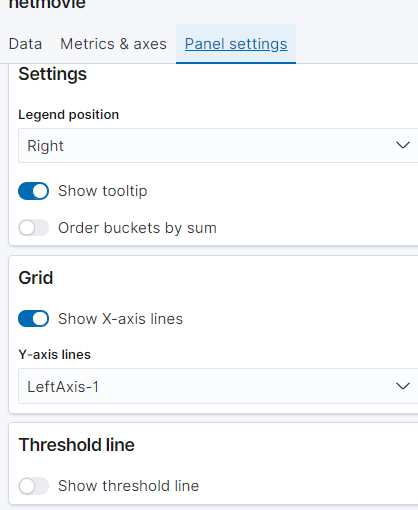 netmovie
Data Metrics & axes Panel settings
Settings
Legend position
Right
Show tooltip
Order buckets by sum
Grid
Show X-axis lines
Y-axis lines
LeftAxis-1
Threshold line
Show threshold line